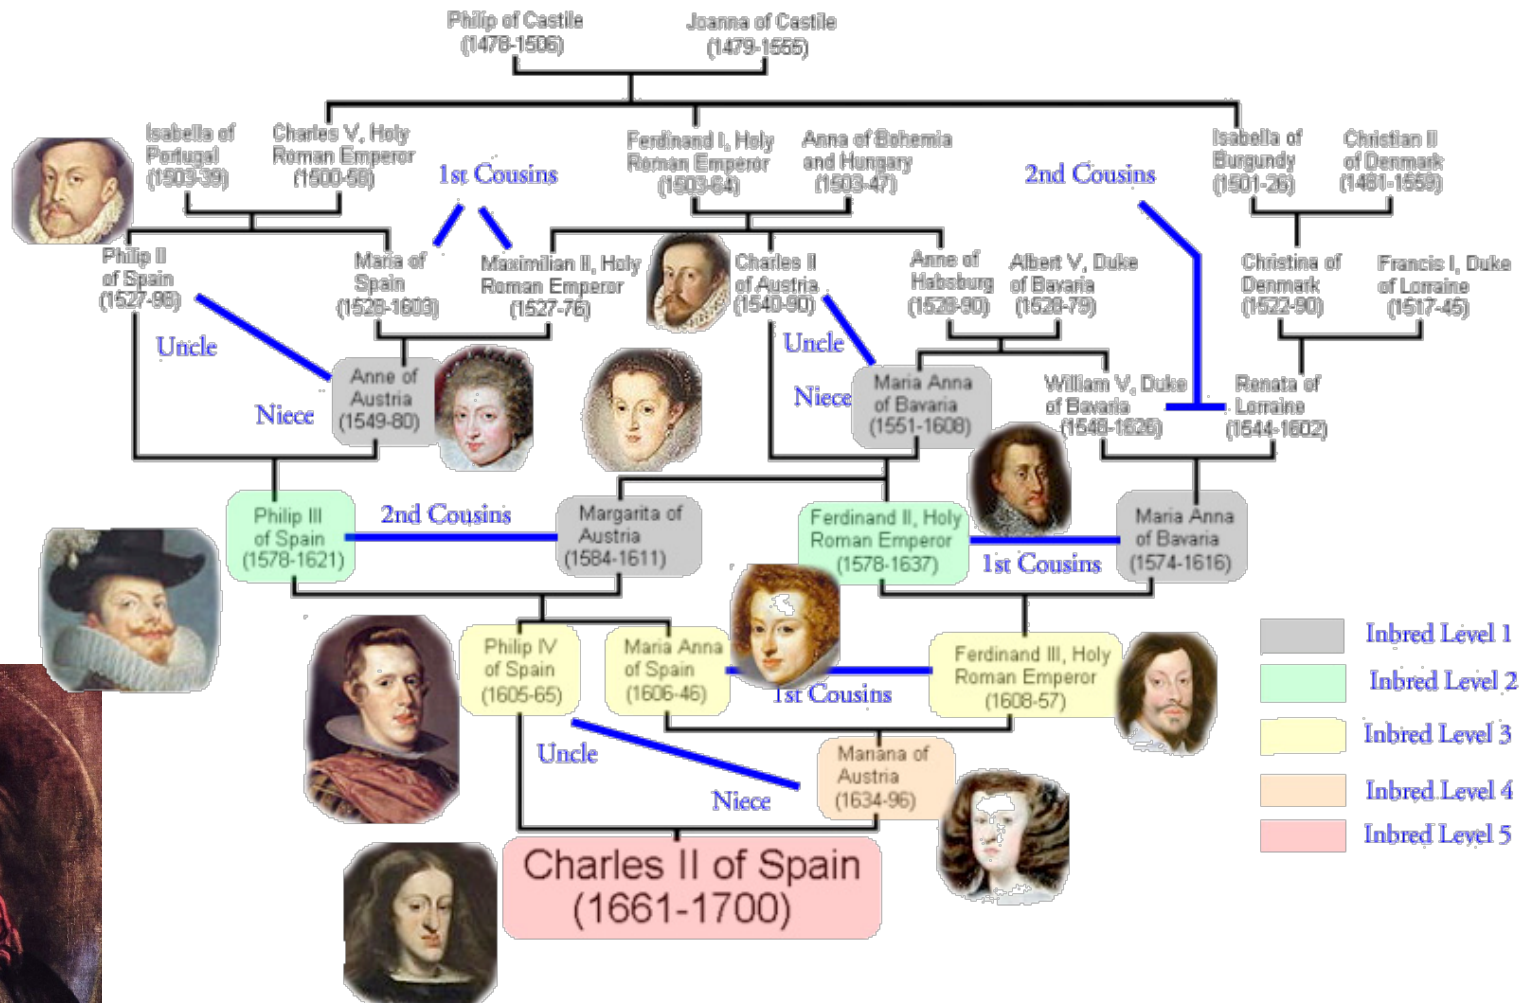 Philip of Castile
(1478-1506)
Joanna of Castile
(1479-1555)
Isabella of
Portugal
(1503-39)
Charles V, Holy
Roman Emperor
(1500-58)
1st Cousins
Ferdinand I, Holy
Roman Emperor
(1503-64)
Anna of Bohemia
and Hungary
(1503-47)
2nd Cousins
Isabella of
Burgundy
(1501-26)
Christian II
of Denmark
(1481-1559)
Philip II
of Spain
(1527-98)
Maria of
Spain
(1528-1603)
Maximilian II, Holy
Roman Emperor
(1527-76)
Charles II
of Austria
(1540-90)
Anne of
Habsburg
(1528-90)
Albert V, Duke
of Bavaria
(1528-79)
Christina of
Denmark
(1522-90)
Francis I, Duke
of Lorraine
(1517-45)
Uncle
Niece
Anne of
Austria
(1549-80)
Uncle
Niece
Maria Anna
of Bavaria
(1551-1608)
William V, Duke
of Bavaria
(1548-1626)
Renata of
Lorraine
(1544-1602)
Philip III
of Spain
(1578-1621)
2nd Cousins
Margarita of
Austria
(1584-1611)
Ferdinand II, Holy
Roman Emperor
(1578-1637)
1st Cousins
Maria Anna
of Bavaria
(1574-1616)
Philip IV
of Spain
(1605-65)
Maria Anna
of Spain
(1606-46)
1st Cousins
Ferdinand III, Holy
Roman Emperor
(1608-57)
Uncle
Niece
Mariana of
Austria
(1634-96)
Charles II of Spain
(1661-1700)
Inbred Level 1
Inbred Level 2
Inbred Level 3
Inbred Level 4
Inbred Level 5